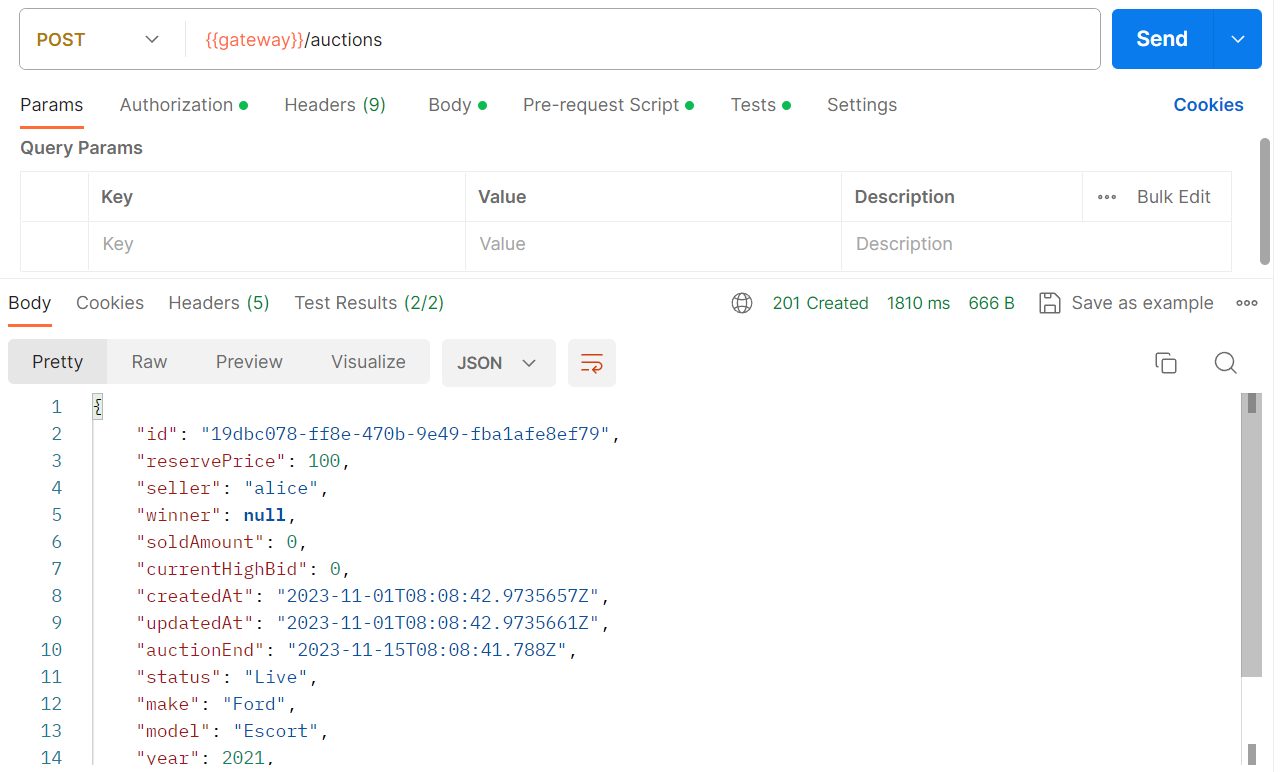 POST {{gateway}}/auctions Send
Params Authorization Headers (9) Body Pre-request Script Tests Settings Cookies
Query Params
Key Value Description Bulk Edit
Key Value Description
Body Cookies Headers (5) Test Results (2/2) 201 Created 1810 ms 666 B Save as example
Pretty Raw Preview Visualize JSON
1 {
2 "id": "19dbc078-ff8e-470b-9e49-fba1afe8ef79",
3 "reservePrice": 100,
4 "seller": "alice",
5 "winner": null,
6 "soldAmount": 0,
7 "currentHighBid": 0,
8 "createdAt": "2023-11-01T08:08:42.9735657Z",
9 "updatedAt": "2023-11-01T08:08:42.9735661Z",
10 "auctionEnd": "2023-11-15T08:08:41.788Z",
11 "status": "Live",
12 "make": "Ford",
13 "model": "Escort",
14 "year": 2021,